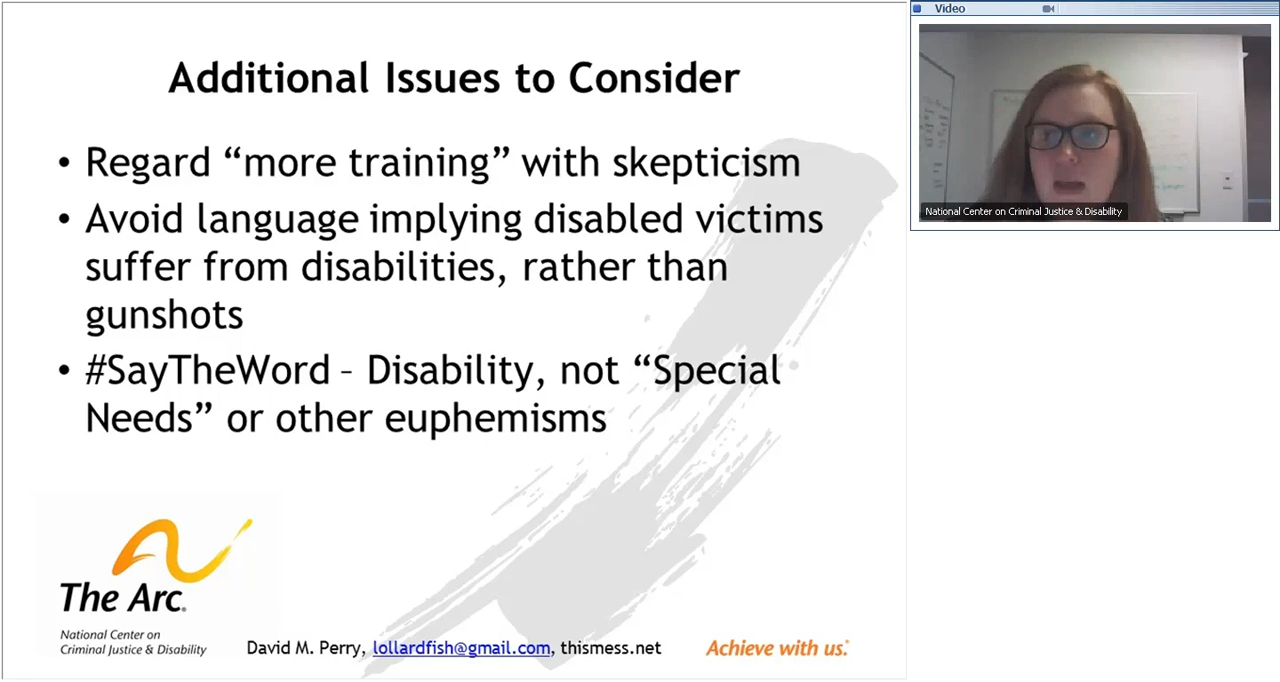 Additional Issues to Consider
• Regard “more training” with skepticism
• Avoid language implying disabled victims
suffer from disabilities, rather than
gunshots
• #SayTheWord – Disability, not “Special
Needs” or other euphemisms
The Arc.
National Center on
Criminal Justice & Disability
David M. Perry, lollardfish@gmail.com, thismess.net
Achieve with us.®
Video
National Center on Criminal Justice & Disability